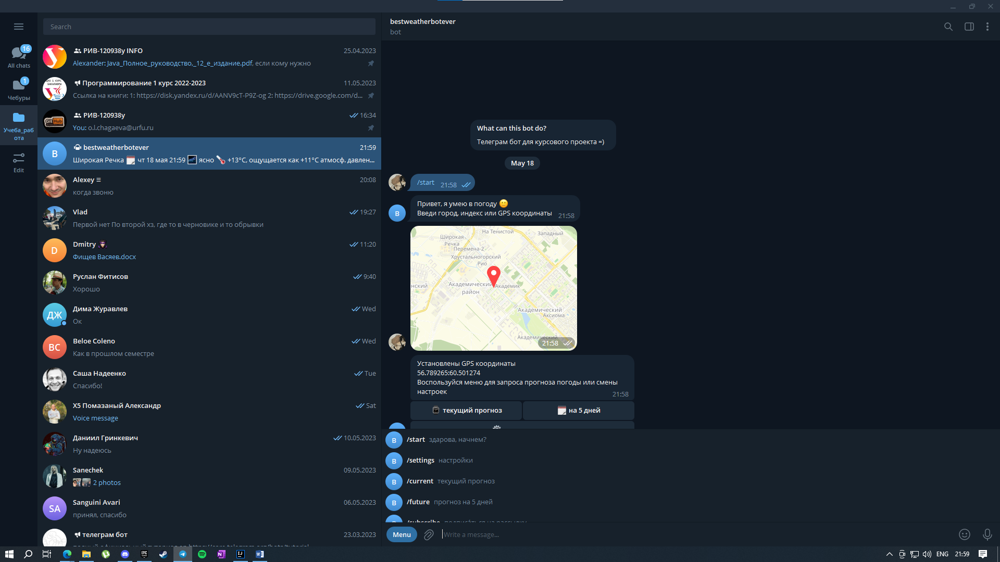 Search
16
All chats
1
Чебуры
Учеба_раб
ота
Edit
РИВ-120938у INFO
25.04.2023
Alexander: Java_Полное_руководство,_12_е_издание.pdf, если кому нужно
Программирование 1 курс 2022-2023
11.05.2023
Ссылка на книги: 1: https://disk.yandex.ru/d/AANV9cT-P9Z-og 2: https://drive.google.com/d...
РИВ-120938у
16:34
You: o.l.chagaeva@urfu.ru
B
bestweatherbotever
21:59
Широкая Речка чт 18 мая 21:59 ясно +13°C, ощущается как +11°C атмосф. давлен...
Alexey
20:08
когда звоню
Vlad
19:27
Первой нет По второй хз, где то в черновике и то обрывки
D
Dmitry
11:20
Фищев Васяев.docx
Руслан Фитисов
9:40
Хорошо
ДЖ
Дима Журавлев
Wed
Ок
BC
Beloe Coleno
Wed
Как в прошлом семестре
Саша Надеенко
Tue
Спасибо!
X5 Помазаный Александр
Sat
Voice message
Даниил Гринкевич
10.05.2023
Ну надеюсь
Sanechek
09.05.2023
2 photos
SA
Sanguini Avari
06.05.2023
принял, спасибо
телеграм бот
23.03.2023
bestweatherbotever
bot
What can this bot do?
Телеграм бот для курсового проекта =)
May 18
/start
21:58
B
Привет, я умею в погоду
Введи город, индекс или GPS координаты
21:58
На Тенистой
Западный
Широкая
Речка
Перемена-2
Хрустальногорский
Рио
нский
Академический
район
Академик
Академический
Аксиома
Академический
21:58
Установлены GPS координаты
56.789265:60.501274
Воспользуйся меню для запроса прогноза погоды или смены
настроек
21:58
текущий прогноз
на 5 дней
B
/start здарова, начнем?
B
/settings настройки
B
/current текущий прогноз
B
/future прогноз на 5 дней
/subscribe подписаться на рассылки
Menu
Write a message...
ENG
21:59